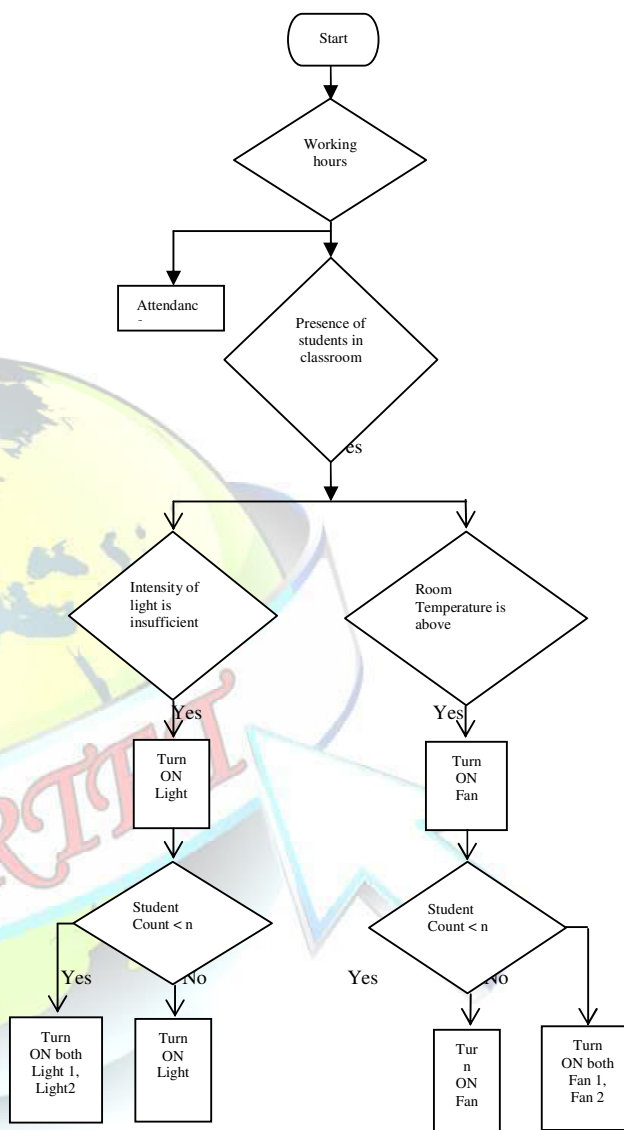 Start
Working
hours
Attendanc
Presence of
students in
classroom
es
Intensity of
light is
insufficient
Room
Temperature is
above
Yes
Yes
Turn
ON
Light
Turn
ON
Fan
Student
Count < n
Student
Count < n
Yes
No
Yes
No
Turn
ON both
Light 1,
Light2
Turn
ON
Light
Tur
n
ON
Fan
Turn
ON both
Fan 1,
Fan 2